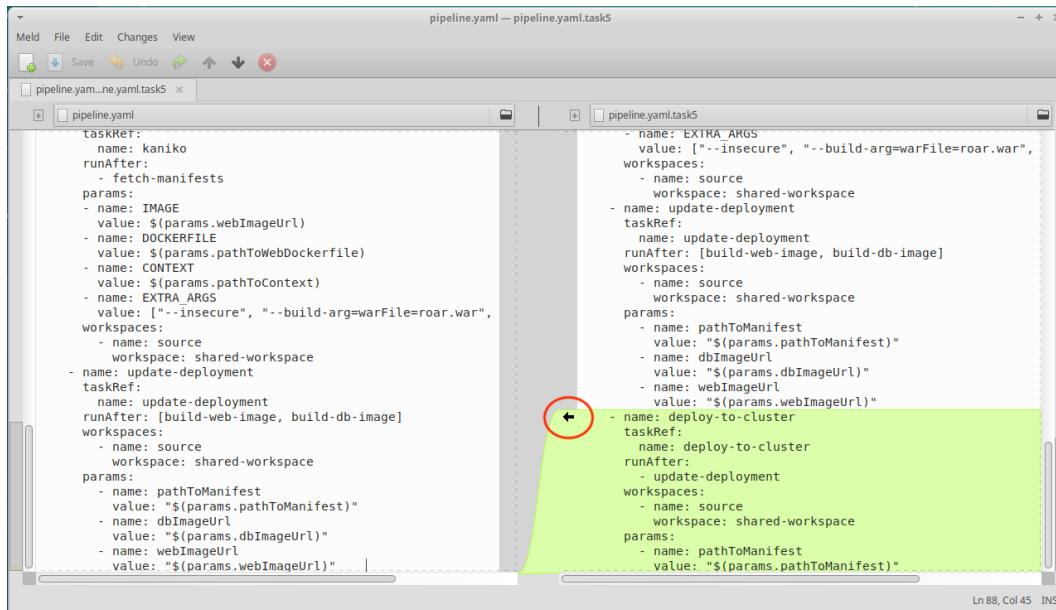 pipeline.yaml — pipeline.yaml.task5
Meld File Edit Changes View
Save Undo
pipeline.yam...ne.yaml.task5
pipeline.yaml
taskRef:
name: kaniko
runAfter:
- fetch-manifests
params:
- name: IMAGE
value: $(params.webImageUrl)
- name: DOCKERFILE
value: $(params.pathToWebDockerfile)
- name: CONTEXT
value: $(params.pathToContext)
- name: EXTRA_ARGS
value: ["--insecure", "--build-arg=warFile=roar.war",
workspaces:
- name: source
workspace: shared-workspace
- name: update-deployment
taskRef:
name: update-deployment
runAfter: [build-web-image, build-db-image]
workspaces:
- name: source
workspace: shared-workspace
params:
- name: pathToManifest
value: "$(params.pathToManifest)"
- name: dbImageUrl
value: "$(params.dbImageUrl)"
- name: webImageUrl
value: "$(params.webImageUrl)"
pipeline.yaml.task5
- name: EXTRA_ARGS
value: ["--insecure", "--build-arg=warFile=roar.war",
workspaces:
- name: source
workspace: shared-workspace
- name: update-deployment
taskRef:
name: update-deployment
runAfter: [build-web-image, build-db-image]
workspaces:
- name: source
workspace: shared-workspace
params:
- name: pathToManifest
value: "$(params.pathToManifest)"
- name: dbImageUrl
value: "$(params.dbImageUrl)"
- name: webImageUrl
value: "$(params.webImageUrl)"
- name: deploy-to-cluster
taskRef:
name: deploy-to-cluster
runAfter:
- update-deployment
workspaces:
- name: source
workspace: shared-workspace
params:
- name: pathToManifest
value: "$(params.pathToManifest)"
Ln 88, Col 45 INS